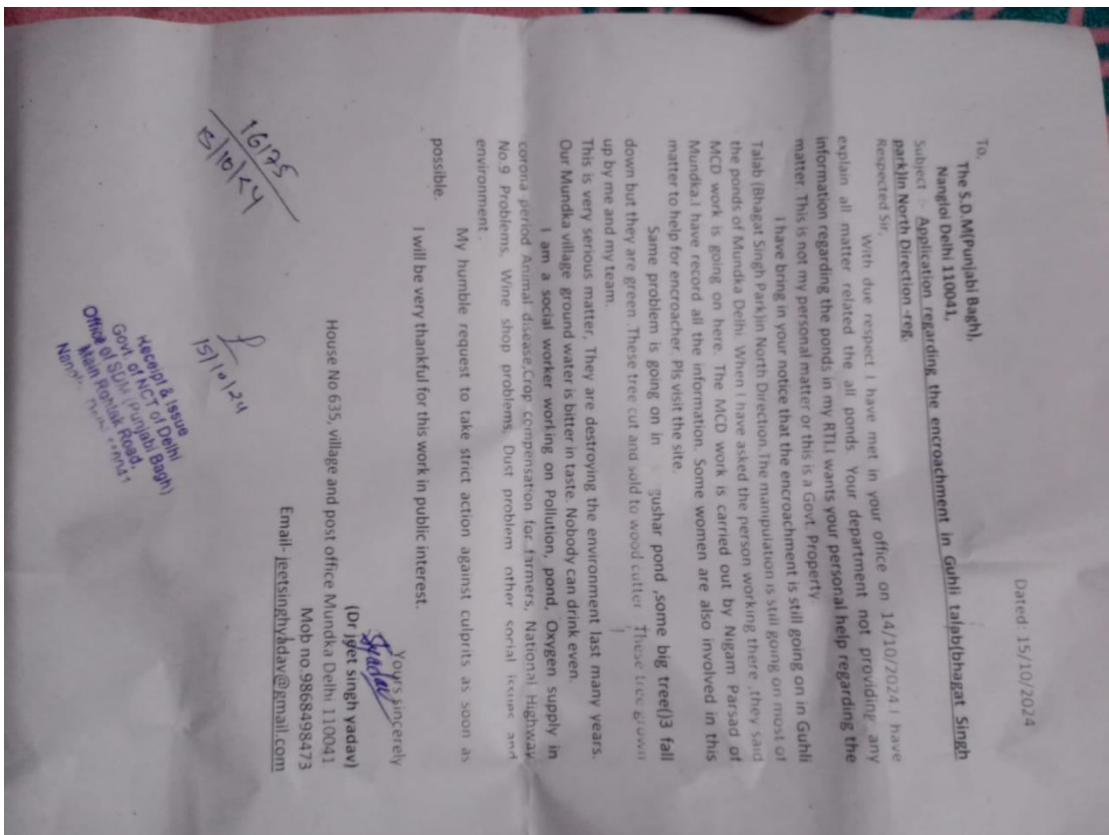 Dated: 15/10/2024
To,
The S.D.M(Punjabi Bagh),
Nangloi Delhi 110041.
Subject :- Application regarding the encroachment in Guhli talab(bhagat Singh
park)In North Direction -reg.
Respected Sir,
With due respect I have met in your office on 14/10/2024.I have
explain all matter related the all ponds. Your department not providing any
information regarding the ponds in my RTI.I wants your personal help regarding the
matter. This is not my personal matter or this is a Govt. Property
I have bring in your notice that the encroachment is still going on in Guhli
Talab (Bhagat Singh Park)in North Direction.The manipulation is still going on most of
the ponds of Mundka Delhi. When I have asked the person working there ,they said
MCD work is going on here. The MCD work is carried out by Nigam Parsad of
Mundka.I have record all the information. Some women are also involved in this
matter to help for encroacher. Pls visit the site.
Same problem is going on in gushar pond ,some big tree()3 fall
down but they are green .These tree cut and sold to wood cutter These tree grown
up by me and my team.
This is very serious matter, They are destroying the environment last many years.
Our Mundka village ground water is bitter in taste. Nobody can drink even.
I am a social worker working on Pollution, pond, Oxygen supply in
corona period Animal disease,Crop compensation for farmers, National Highway
No.9 Problems, Wine shop problems, Dust problem other social issues and
environment .
My humble request to take strict action against culprits as soon as
possible.
I will be very thankful for this work in public interest.
Yours sincerely
(Dr jeet singh yadav)
House No 635, village and post office Mundka Delhi 110041
Mob no 9868498473
Email- jeetsinghyadav@gmail.com
16175
15/10/24
15/10/24
Receipt & Issue
Govt of NCT of Delhi
Office of SDM (Punjabi Bagh)
Main Rohtak Road,